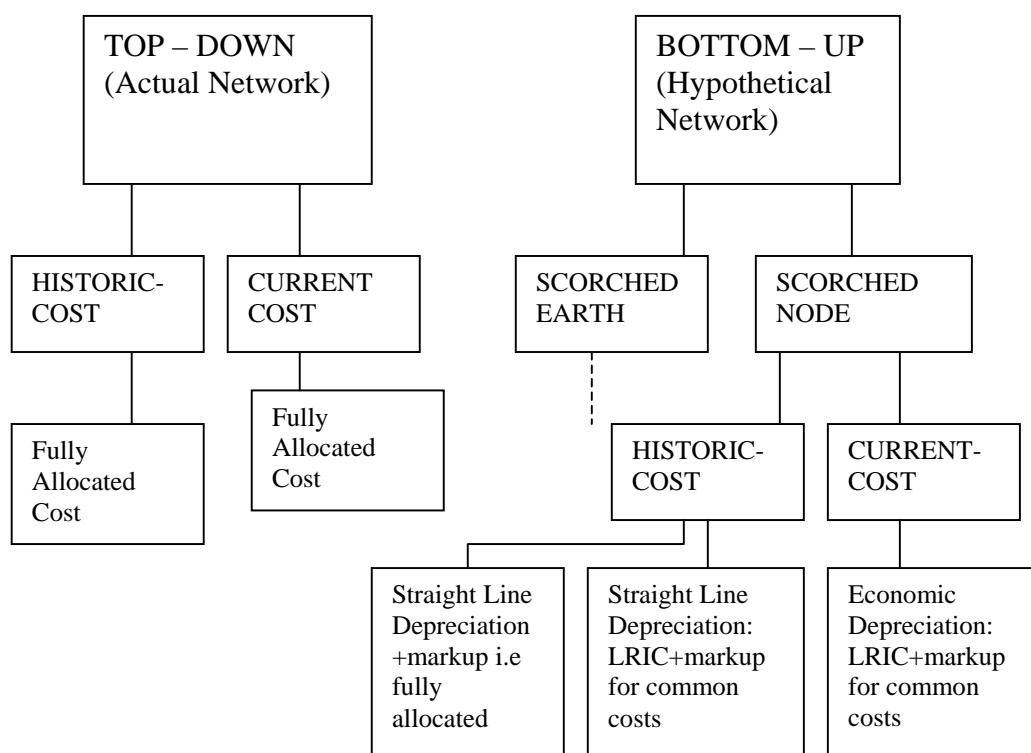 TOP – DOWN
(Actual Network)
BOTTOM – UP
(Hypothetical
Network)
HISTORIC-
COST
CURRENT
COST
SCORCHED
EARTH
SCORCHED
NODE
Fully
Allocated
Cost
Fully
Allocated
Cost
HISTORIC-
COST
CURRENT-
COST
Straight Line
Depreciation
+markup i.e
fully
allocated
Straight Line
Depreciation:
LRIC+markup
for common
costs
Economic
Depreciation:
LRIC+markup
for common
costs